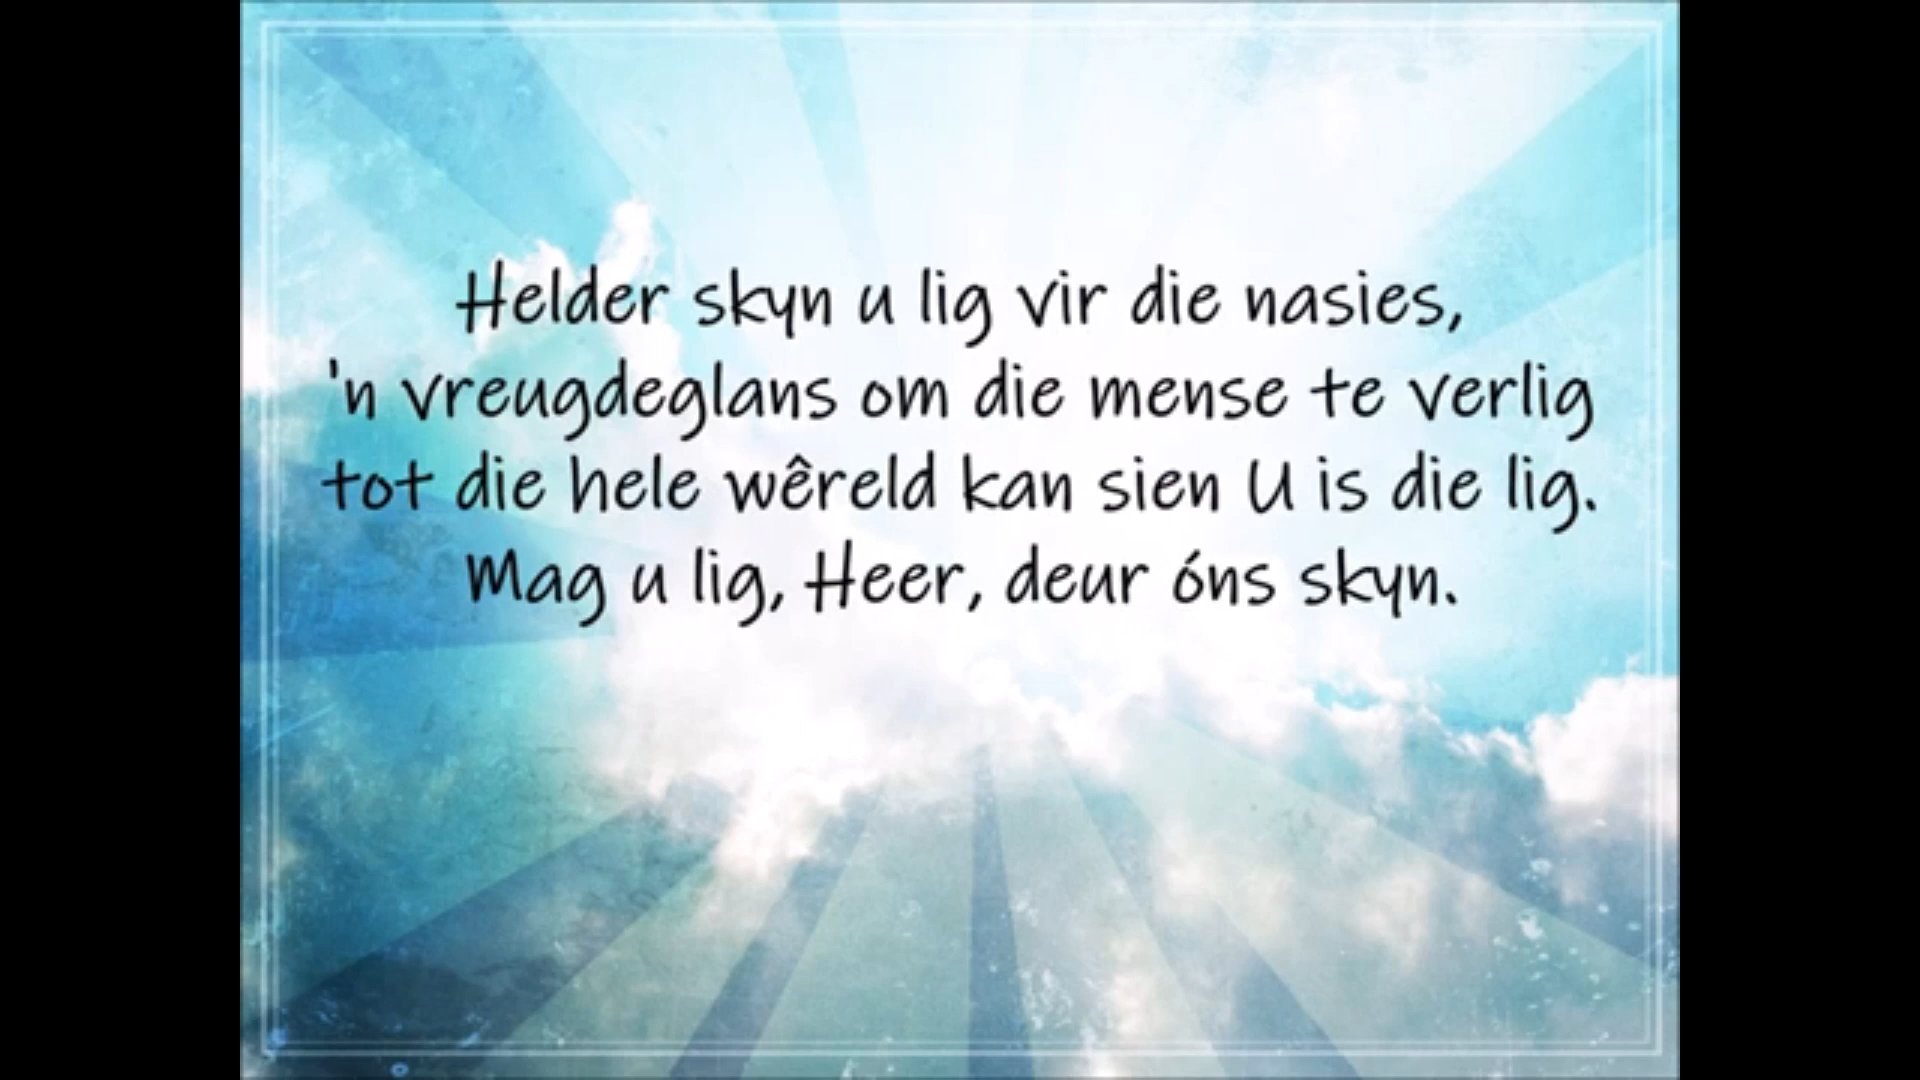 Helder skyn u lig vir die nasies,
'n vreugdeglans om die mense te verlig
tot die hele wêreld kan sien U is die lig.
Mag u lig, Heer, deur óns skyn.